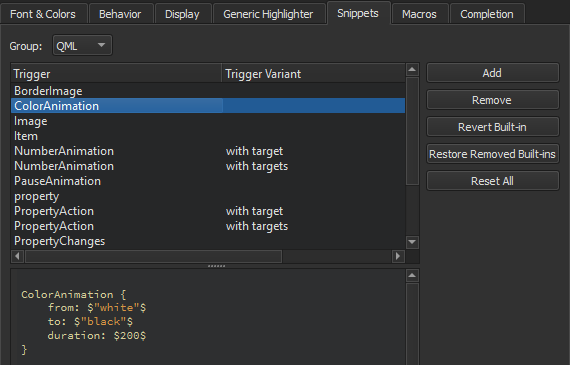 Font & Colors Behavior Display Generic Highlighter Snippets Macros Completion
Group: QML
Trigger Trigger Variant
BorderImage
ColorAnimation
Image
Item
NumberAnimation with target
NumberAnimation with targets
PauseAnimation
property
PropertyAction with target
PropertyAction with targets
PropertyChanges
Add
Remove
Revert Built-in
Restore Removed Built-ins
Reset All
ColorAnimation {
    from: $"white"$
    to: $"black"$
    duration: $200$
}